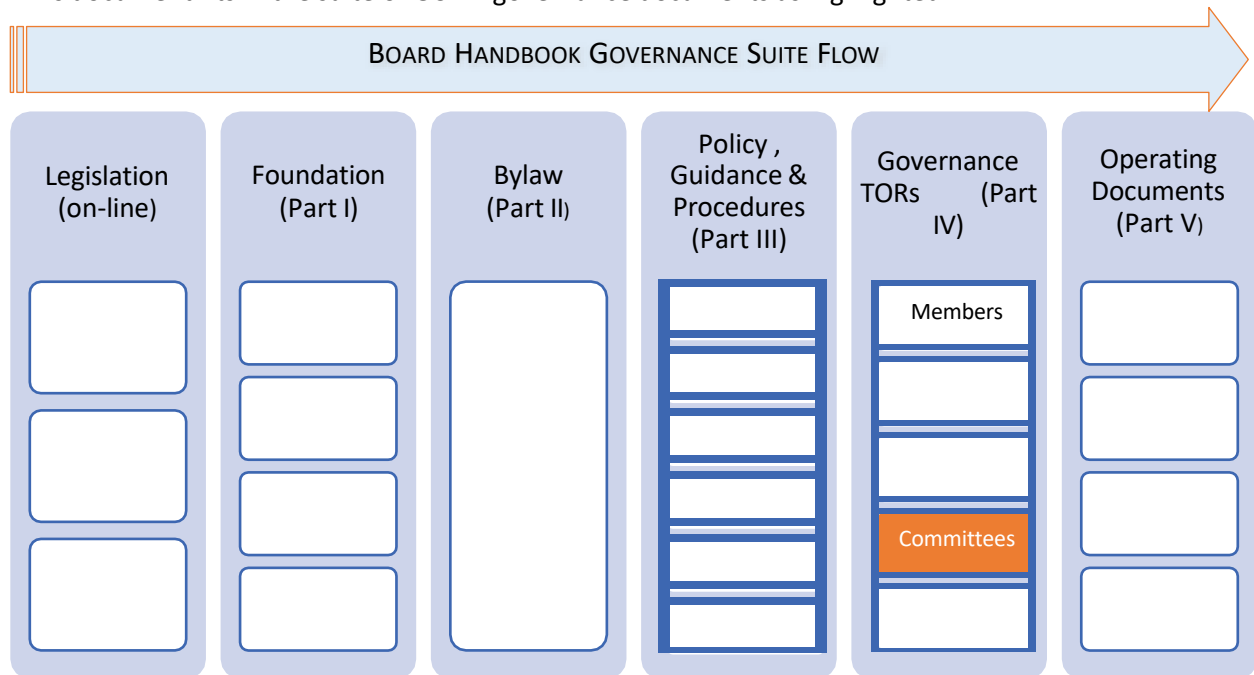 BOARD HANDBOOK GOVERNANCE SUITE FLOW
Legislation
(on-line)
Foundation
(Part I)
Bylaw
(Part II)
Policy ,
Guidance &
Procedures
(Part III)
Governance
TORs (Part
IV)
Operating
Documents
(Part V)
Members
Committees